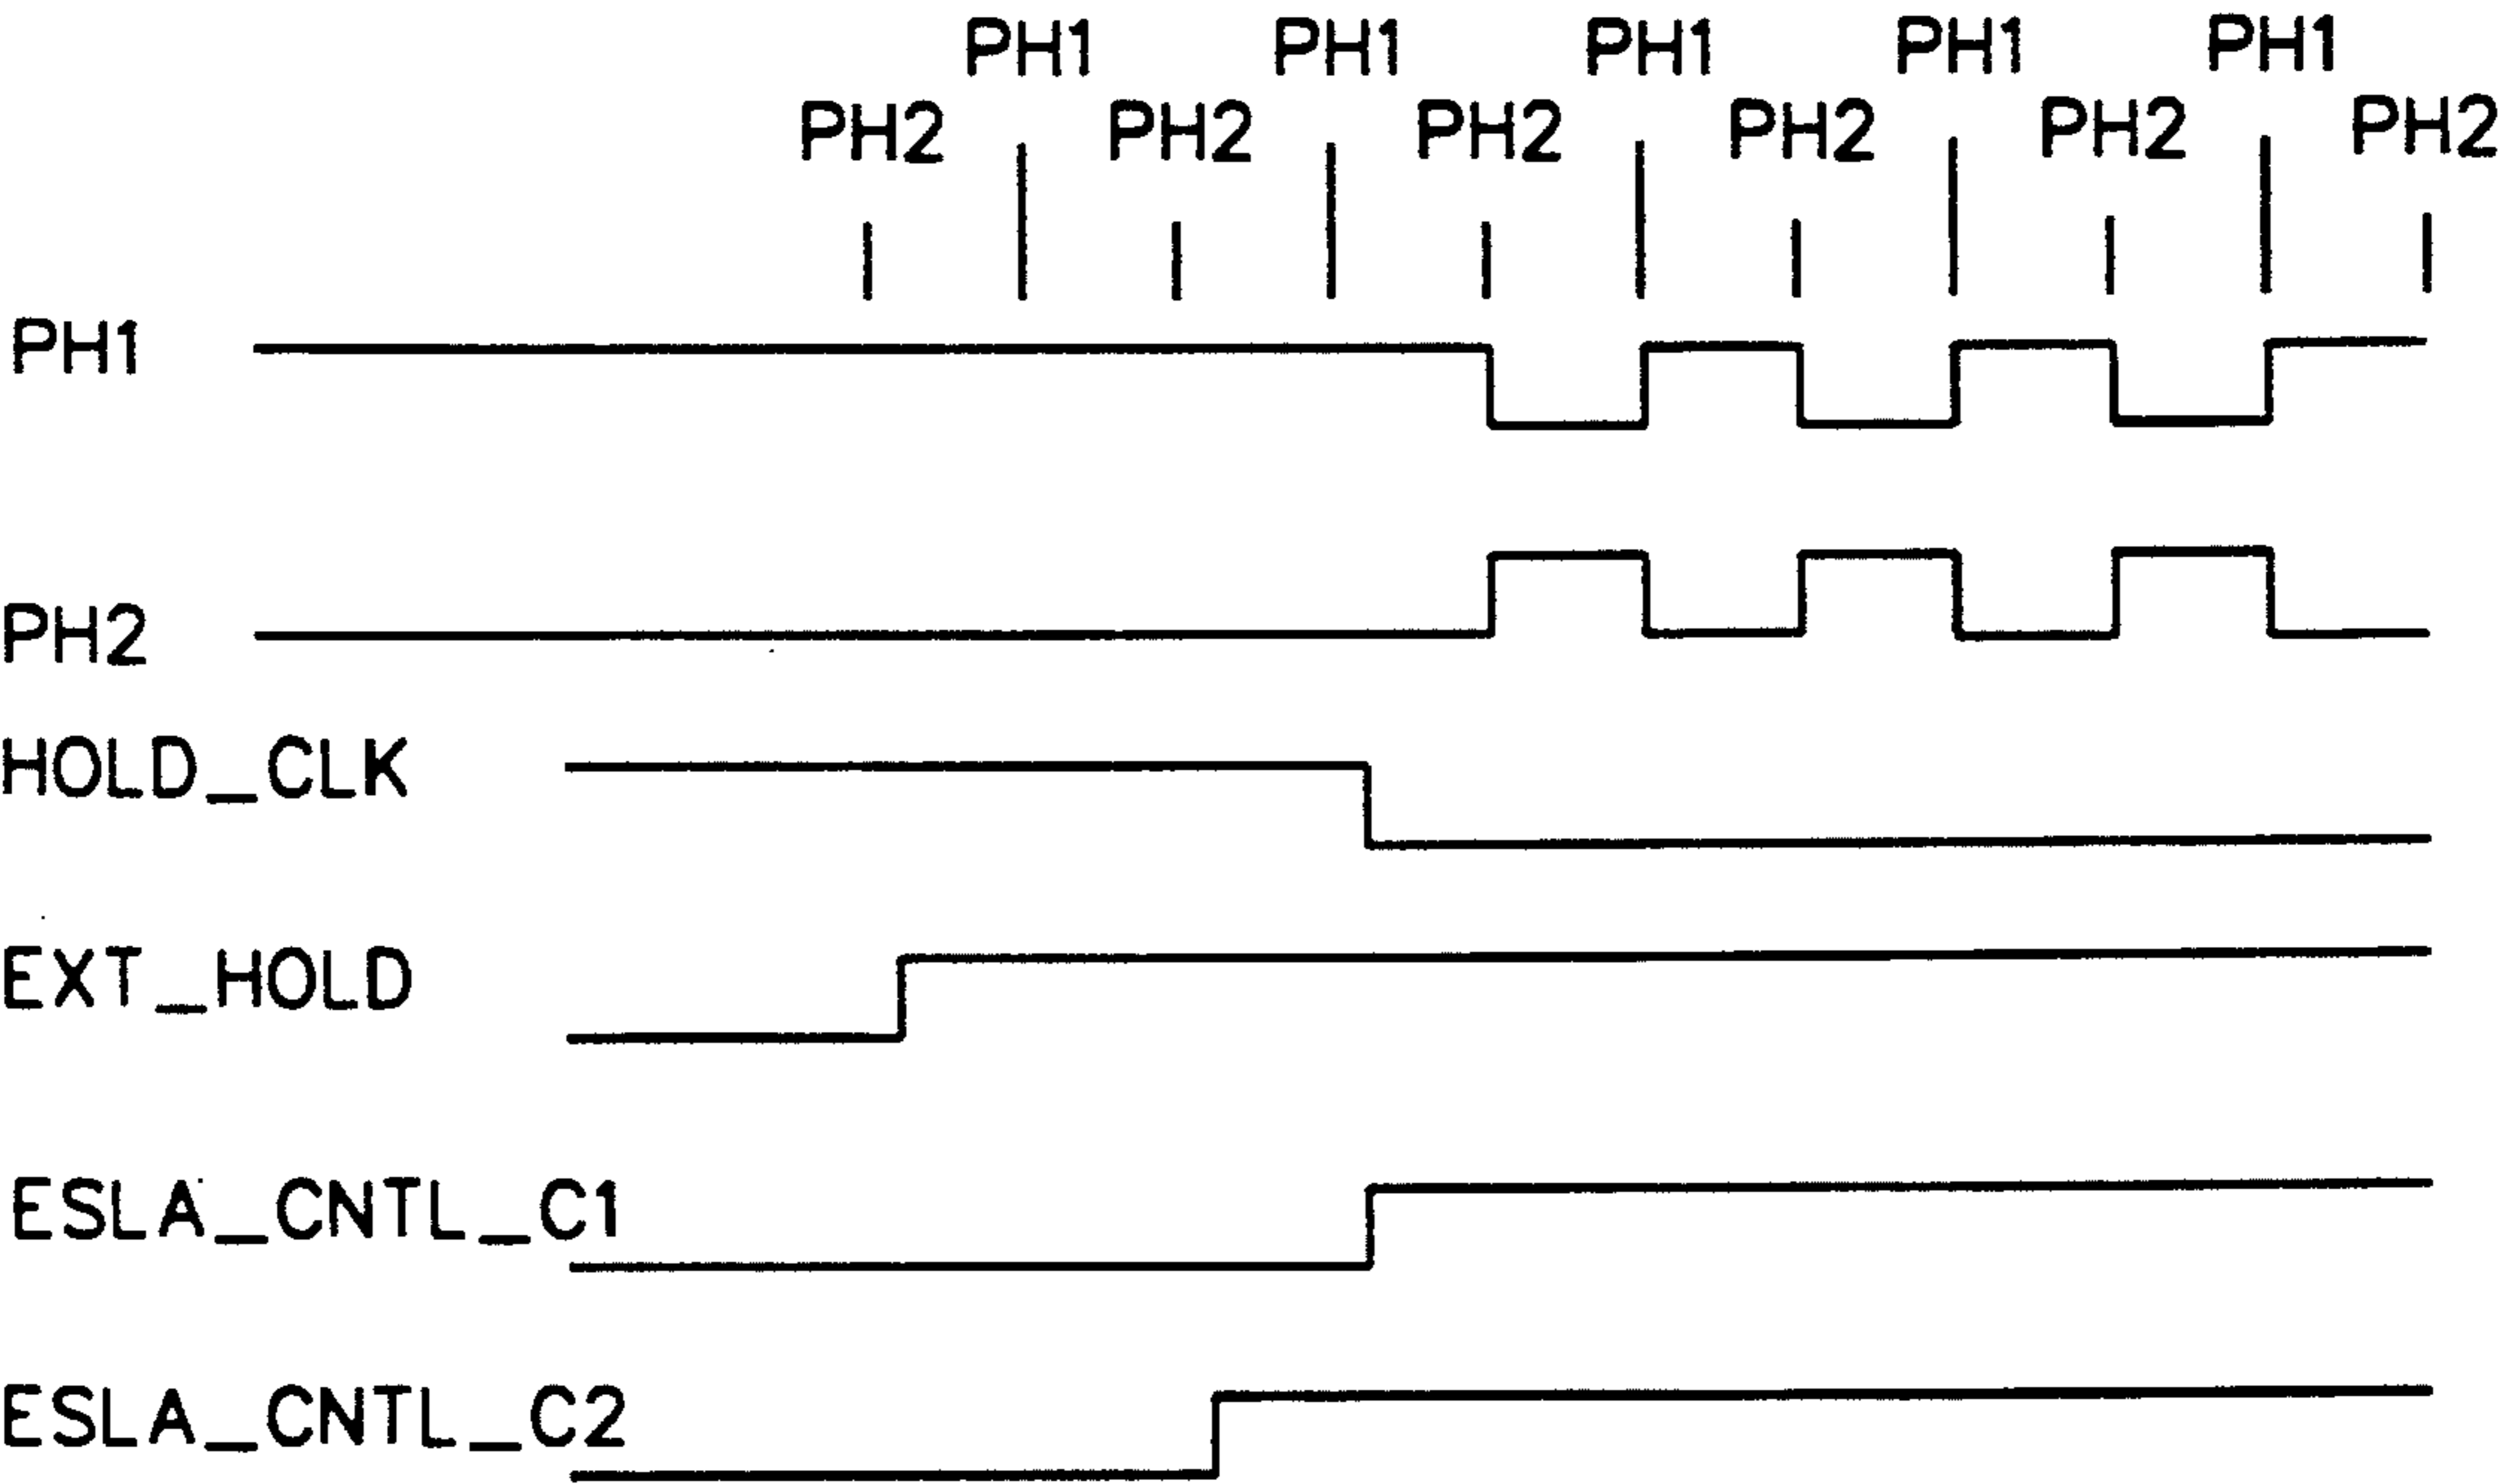 PH1 PH1 PH1 PH1 PH1
PH2 PH2 PH2 PH2 PH2 PH2
PH1
PH2
HOLD_CLK
EXT_HOLD
ESLA_CNTL_C1
ESLA_CNTL_C2